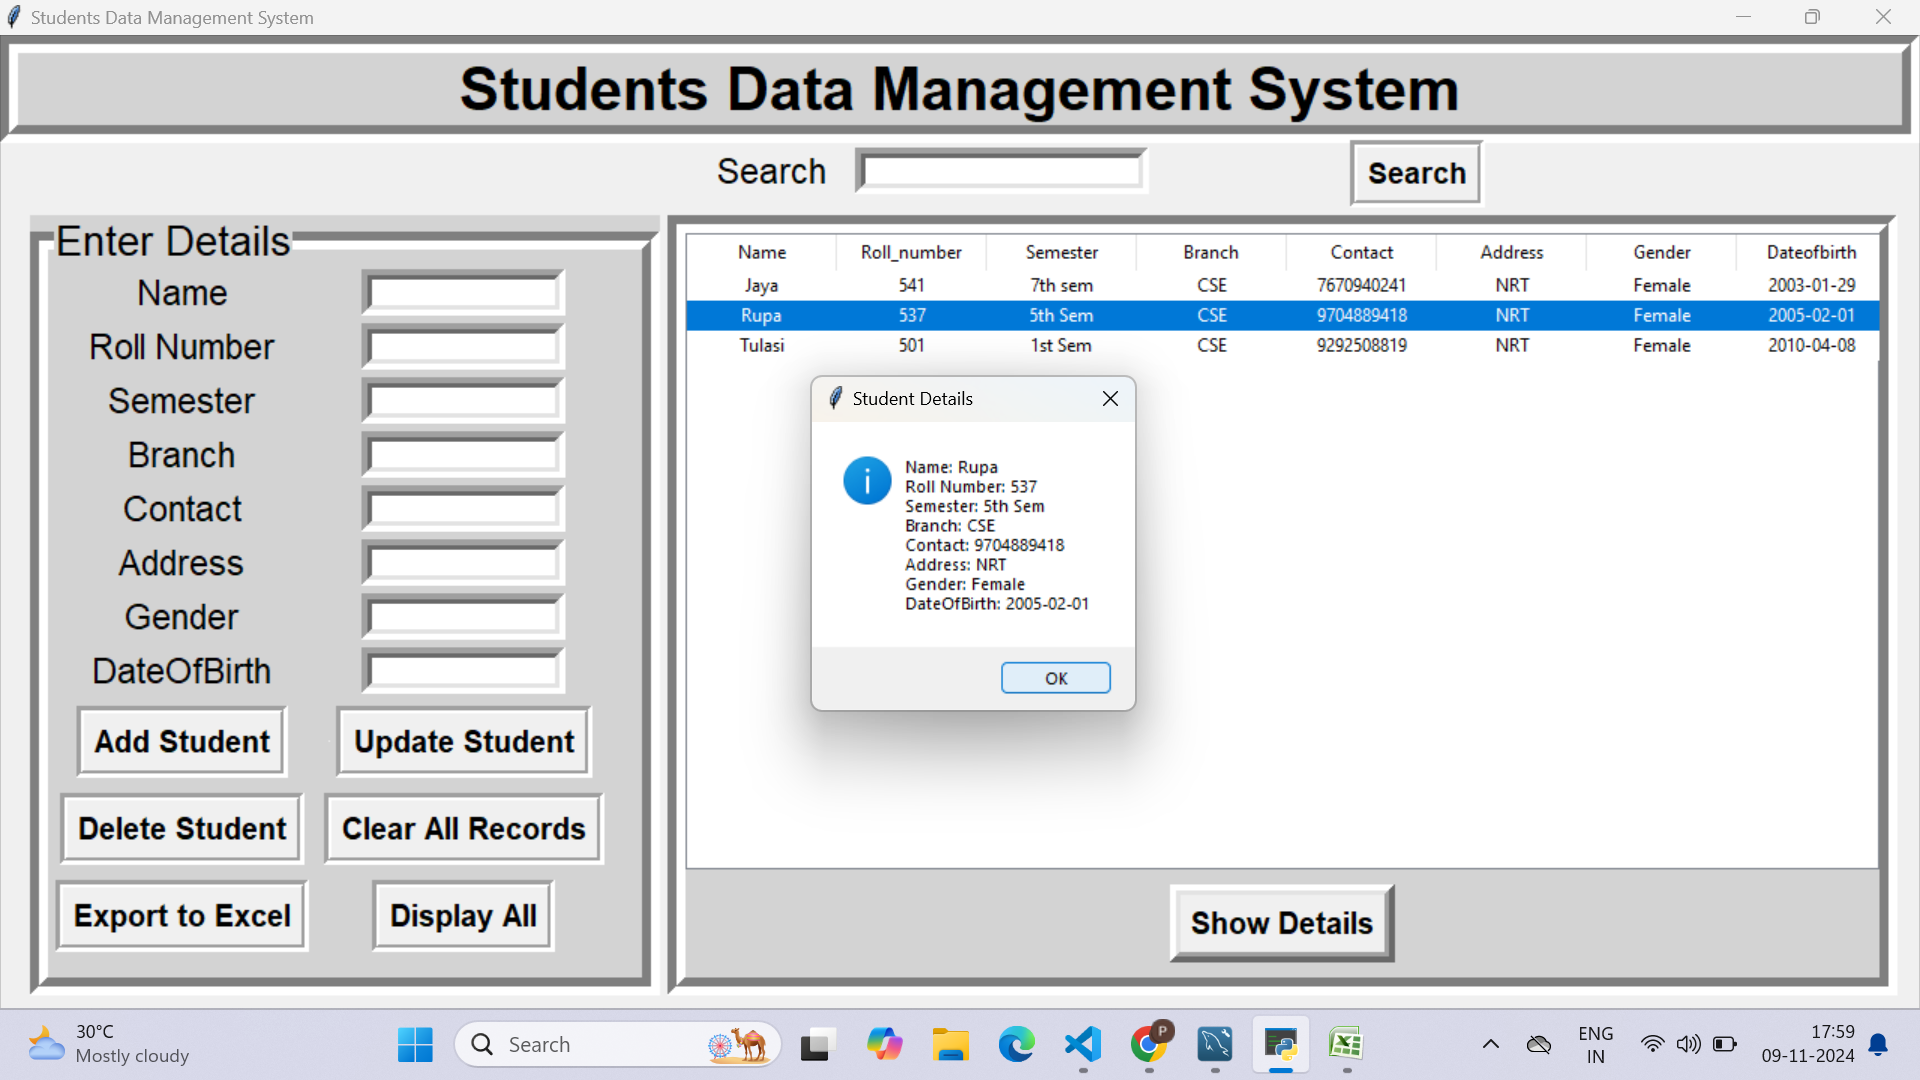 Students Data Management System
Students Data Management System
Search Search
Enter Details
Name
Roll Number
Semester
Branch
Contact
Address
Gender
DateOfBirth
Add Student Update Student
Delete Student Clear All Records
Export to Excel Display All
Name Roll_number Semester Branch Contact Address Gender Dateofbirth
Jaya 541 7th sem CSE 7670940241 NRT Female 2003-01-29
Rupa 537 5th Sem CSE 9704889418 NRT Female 2005-02-01
Tulasi 501 1st Sem CSE 9292508819 NRT Female 2010-04-08
Student Details
Name: Rupa
Roll Number: 537
Semester: 5th Sem
Branch: CSE
Contact: 9704889418
Address: NRT
Gender: Female
DateOfBirth: 2005-02-01
OK
Show Details
30°C
Mostly cloudy
Search
P
ENG
IN
17:59
09-11-2024